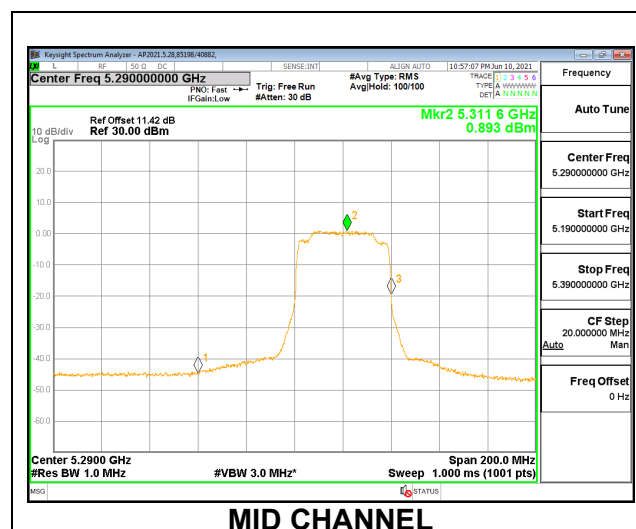 Keysight Spectrum Analyzer - AP2021.5.28,85198/40882,
LXI L RF 50 Ω DC SENSE:INT ALIGN AUTO 10:57:07 PM Jun 10, 2021
Center Freq 5.290000000 GHz
PNO: Fast
IFGain:Low
Trig: Free Run
#Atten: 30 dB
#Avg Type: RMS
Avg|Hold: 100/100
TRACE 1 2 3 4 5 6
TYPE A WWWWW
DET A N N N N N
Frequency
Auto Tune
Center Freq
5.290000000 GHz
Start Freq
5.190000000 GHz
Stop Freq
5.390000000 GHz
CF Step
20.000000 MHz
Auto Man
Freq Offset
0 Hz
Mkr2 5.311 6 GHz
0.893 dBm
Ref Offset 11.42 dB
10 dB/div Ref 30.00 dBm
Log
20.0
10.0
0.00
-10.0
-20.0
-30.0
-40.0
-50.0
-60.0
2
3
1
Center 5.2900 GHz Span 200.0 MHz
#Res BW 1.0 MHz #VBW 3.0 MHz* Sweep 1.000 ms (1001 pts)
MSG STATUS
MID CHANNEL